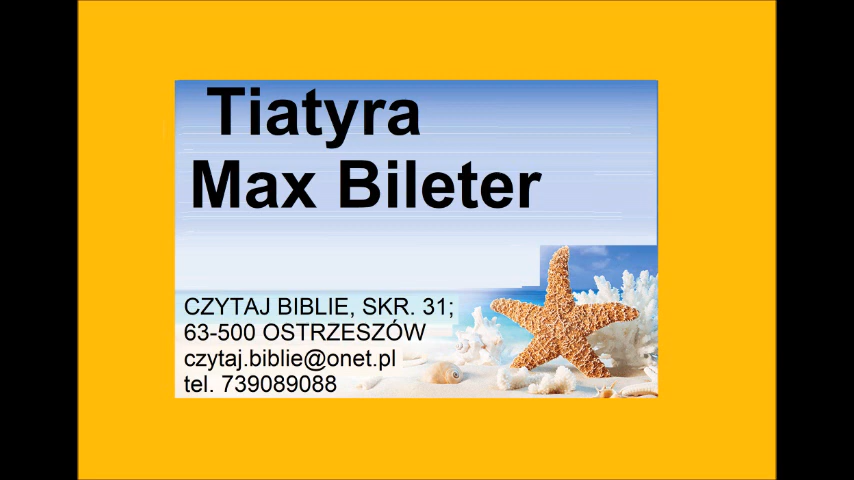 Tiatyra
Max Bileter
CZYTAJ BIBLIE, SKR. 31;
63-500 OSTRZESZÓW
czytaj.biblie@onet.pl
tel. 739089088